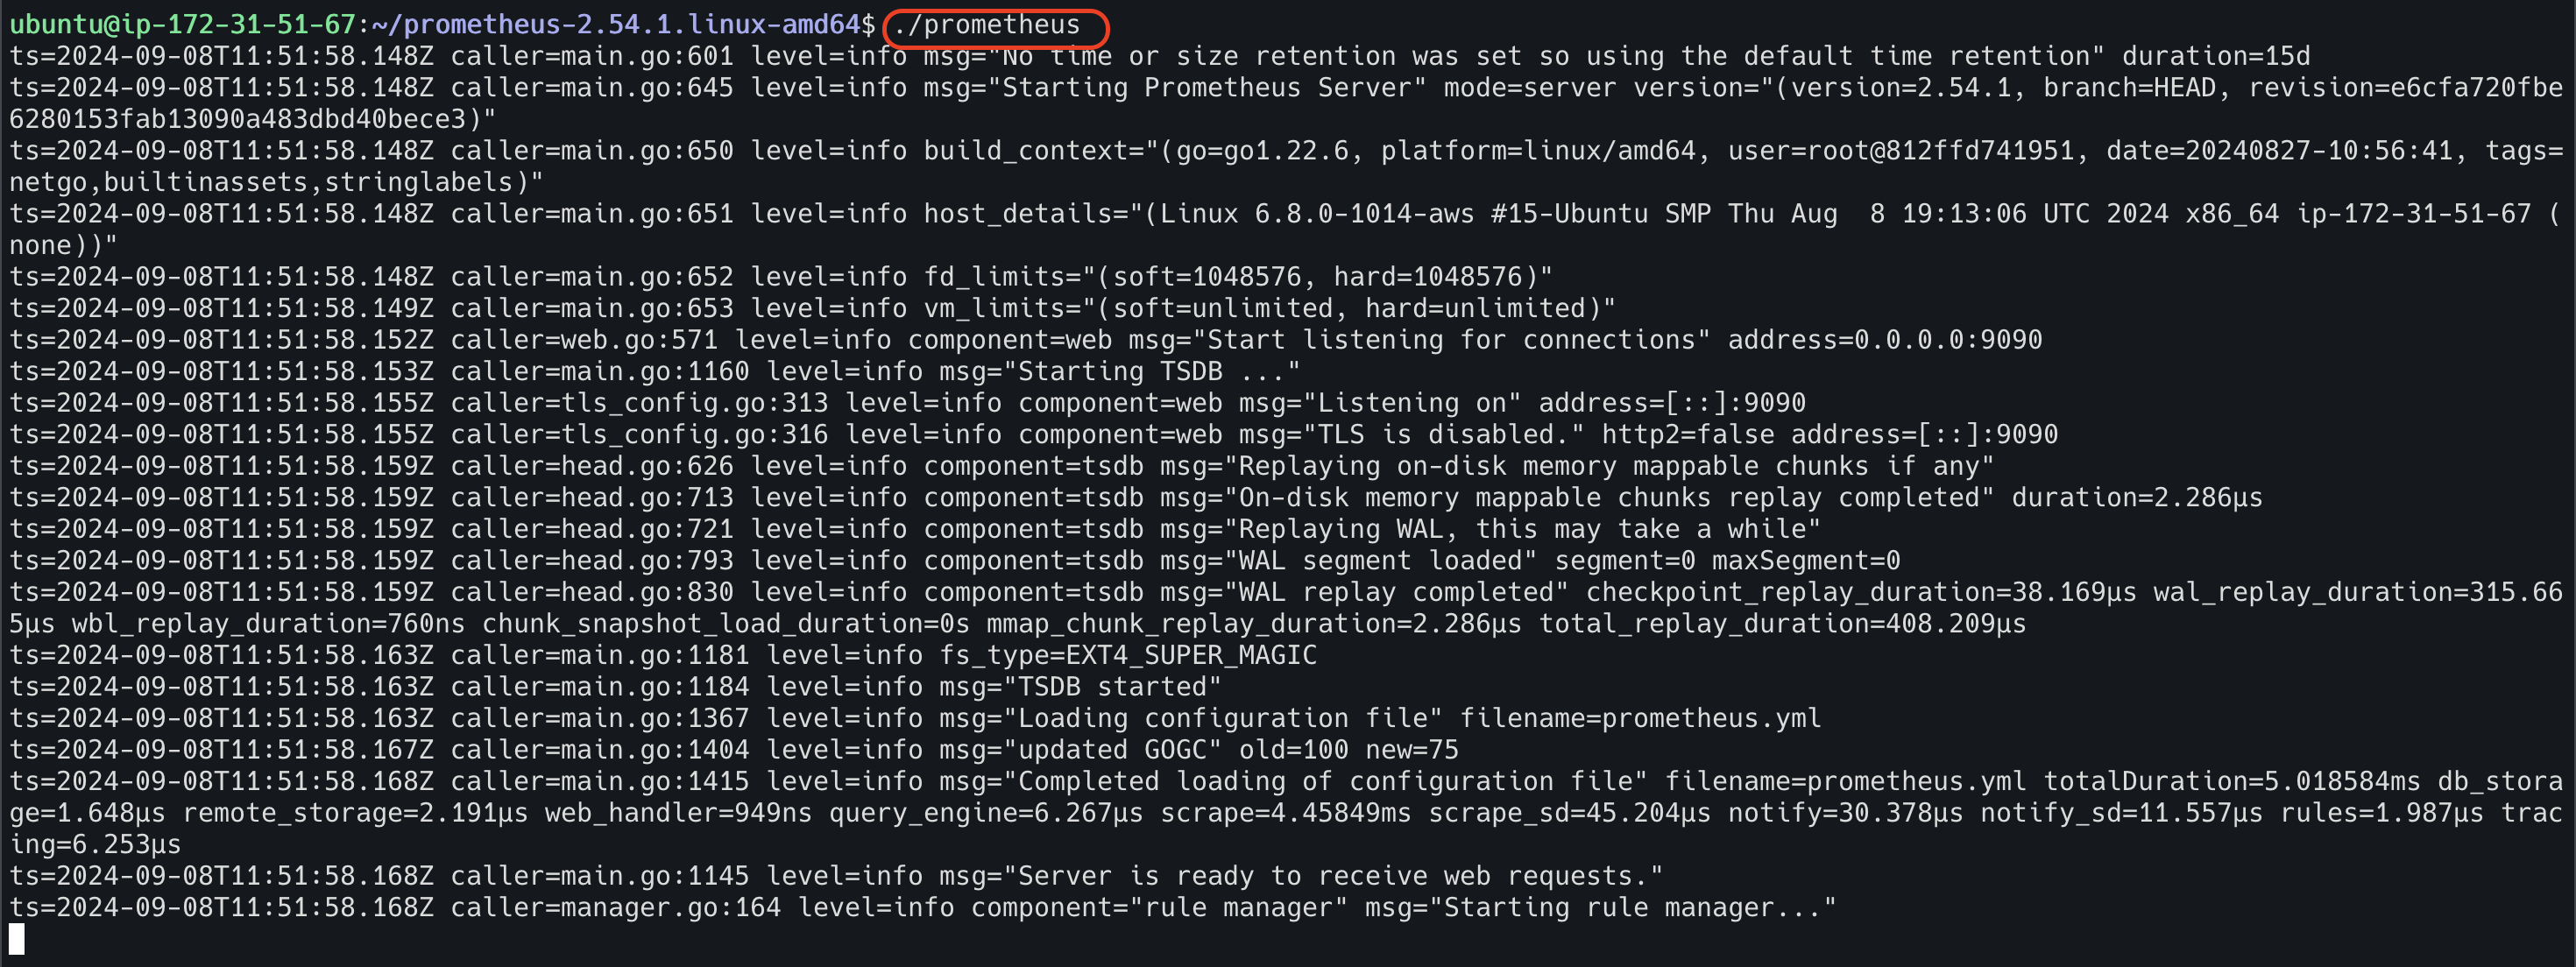 ubuntu@ip-172-31-51-67:~/prometheus-2.54.1.linux-amd64$ ./prometheus
ts=2024-09-08T11:51:58.148Z caller=main.go:601 level=info msg="No time or size retention was set so using the default time retention" duration=15d
ts=2024-09-08T11:51:58.148Z caller=main.go:645 level=info msg="Starting Prometheus Server" mode=server version="(version=2.54.1, branch=HEAD, revision=e6cfa720fbe
6280153fab13090a483dbd40bece3)"
ts=2024-09-08T11:51:58.148Z caller=main.go:650 level=info build_context="(go=go1.22.6, platform=linux/amd64, user=root@812ffd741951, date=20240827-10:56:41, tags=
netgo,builtinassets,stringlabels)"
ts=2024-09-08T11:51:58.148Z caller=main.go:651 level=info host_details="(Linux 6.8.0-1014-aws #15-Ubuntu SMP Thu Aug  8 19:13:06 UTC 2024 x86_64 ip-172-31-51-67 (
none))"
ts=2024-09-08T11:51:58.148Z caller=main.go:652 level=info fd_limits="(soft=1048576, hard=1048576)"
ts=2024-09-08T11:51:58.149Z caller=main.go:653 level=info vm_limits="(soft=unlimited, hard=unlimited)"
ts=2024-09-08T11:51:58.152Z caller=web.go:571 level=info component=web msg="Start listening for connections" address=0.0.0.0:9090
ts=2024-09-08T11:51:58.153Z caller=main.go:1160 level=info msg="Starting TSDB ..."
ts=2024-09-08T11:51:58.155Z caller=tls_config.go:313 level=info component=web msg="Listening on" address=[::]:9090
ts=2024-09-08T11:51:58.155Z caller=tls_config.go:316 level=info component=web msg="TLS is disabled." http2=false address=[::]:9090
ts=2024-09-08T11:51:58.159Z caller=head.go:626 level=info component=tsdb msg="Replaying on-disk memory mappable chunks if any"
ts=2024-09-08T11:51:58.159Z caller=head.go:713 level=info component=tsdb msg="On-disk memory mappable chunks replay completed" duration=2.286µs
ts=2024-09-08T11:51:58.159Z caller=head.go:721 level=info component=tsdb msg="Replaying WAL, this may take a while"
ts=2024-09-08T11:51:58.159Z caller=head.go:793 level=info component=tsdb msg="WAL segment loaded" segment=0 maxSegment=0
ts=2024-09-08T11:51:58.159Z caller=head.go:830 level=info component=tsdb msg="WAL replay completed" checkpoint_replay_duration=38.169µs wal_replay_duration=315.66
5µs wbl_replay_duration=760ns chunk_snapshot_load_duration=0s mmap_chunk_replay_duration=2.286µs total_replay_duration=408.209µs
ts=2024-09-08T11:51:58.163Z caller=main.go:1181 level=info fs_type=EXT4_SUPER_MAGIC
ts=2024-09-08T11:51:58.163Z caller=main.go:1184 level=info msg="TSDB started"
ts=2024-09-08T11:51:58.163Z caller=main.go:1367 level=info msg="Loading configuration file" filename=prometheus.yml
ts=2024-09-08T11:51:58.167Z caller=main.go:1404 level=info msg="updated GOGC" old=100 new=75
ts=2024-09-08T11:51:58.168Z caller=main.go:1415 level=info msg="Completed loading of configuration file" filename=prometheus.yml totalDuration=5.018584ms db_stora
ge=1.648µs remote_storage=2.191µs web_handler=949ns query_engine=6.267µs scrape=4.45849ms scrape_sd=45.204µs notify=30.378µs notify_sd=11.557µs rules=1.987µs trac
ing=6.253µs
ts=2024-09-08T11:51:58.168Z caller=main.go:1145 level=info msg="Server is ready to receive web requests."
ts=2024-09-08T11:51:58.168Z caller=manager.go:164 level=info component="rule manager" msg="Starting rule manager..."